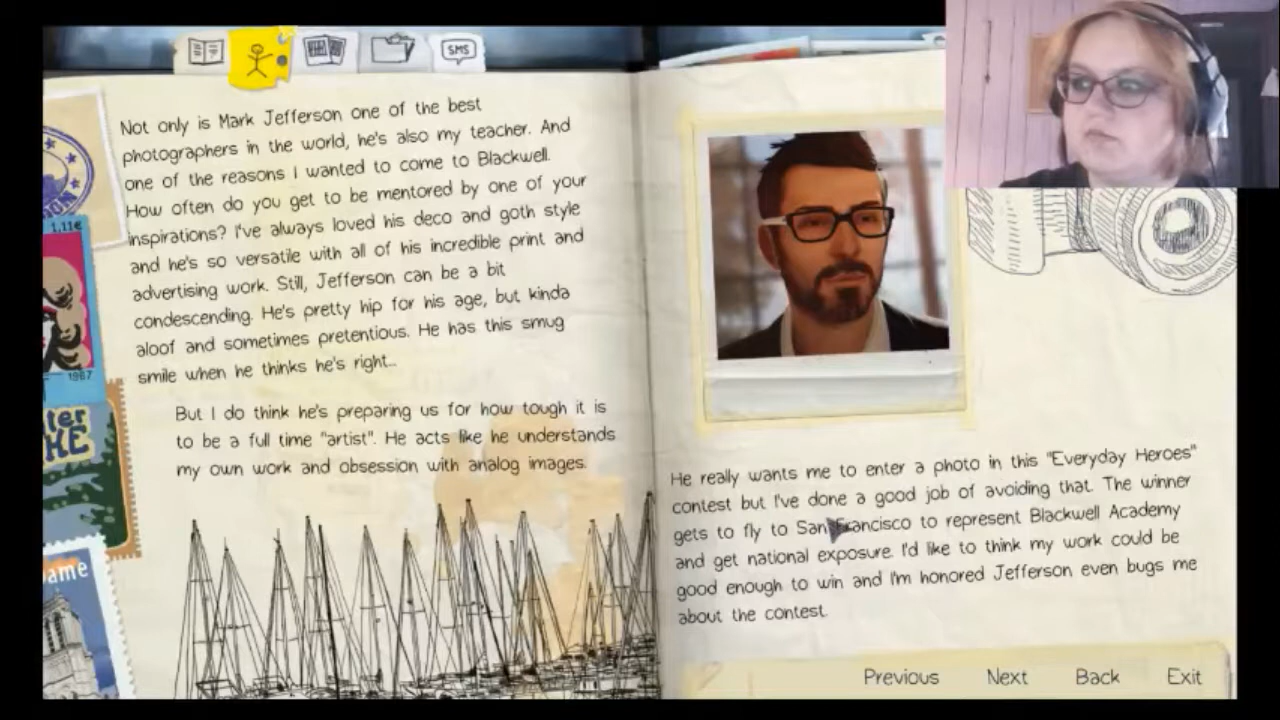 SMS
Not only is Mark Jefferson one of the best
photographers in the world, he's also my teacher. And
one of the reasons I wanted to come to Blackwell.
How often do you get to be mentored by one of your
inspirations? I've always loved his deco and goth style
and he's so versatile with all of his incredible print and
advertising work. Still, Jefferson can be a bit
condescending. He's pretty hip for his age, but kinda
aloof and sometimes pretentious. He has this smug
smile when he thinks he's right...
But I do think he's preparing us for how tough it is
to be a full time "artist". He acts like he understands
my own work and obsession with analog images.
1,11€
1987
ame
He really wants me to enter a photo in this "Everyday Heroes"
contest but I've done a good job of avoiding that. The winner
gets to fly to San Francisco to represent Blackwell Academy
and get national exposure. I'd like to think my work could be
good enough to win and I'm honored Jefferson even bugs me
about the contest.
Previous Next Back Exit